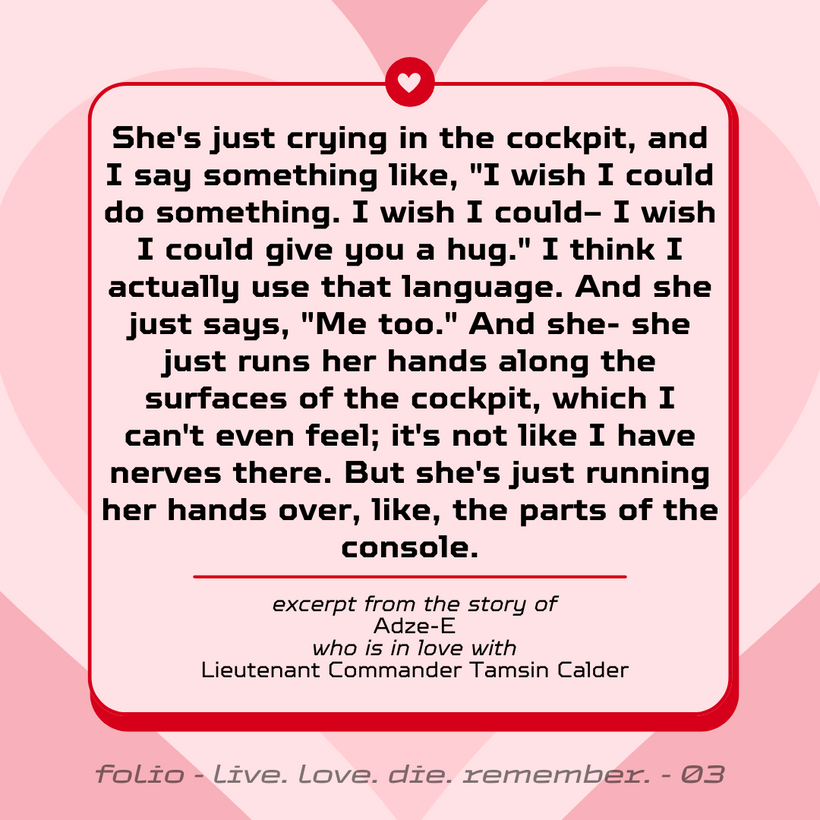 She's just crying in the cockpit, and
I say something like, "I wish I could
do something. I wish I could– I wish
I could give you a hug." I think I
actually use that language. And she
just says, "Me too." And she- she
just runs her hands along the
surfaces of the cockpit, which I
can't even feel; it's not like I have
nerves there. But she's just running
her hands over, like, the parts of the
console.
excerpt from the story of
Adze-E
who is in love with
Lieutenant Commander Tamsin Calder
folio - live. love. die. remember. - 03